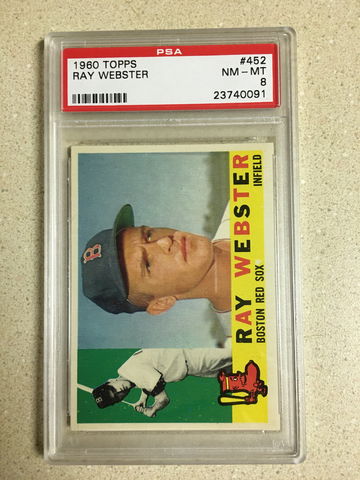 PSA
1960 TOPPS
#452
RAY WEBSTER
NM-MT
8
23740091
B
RAY WEBSTER
INFIELD
BOSTON RED SOX